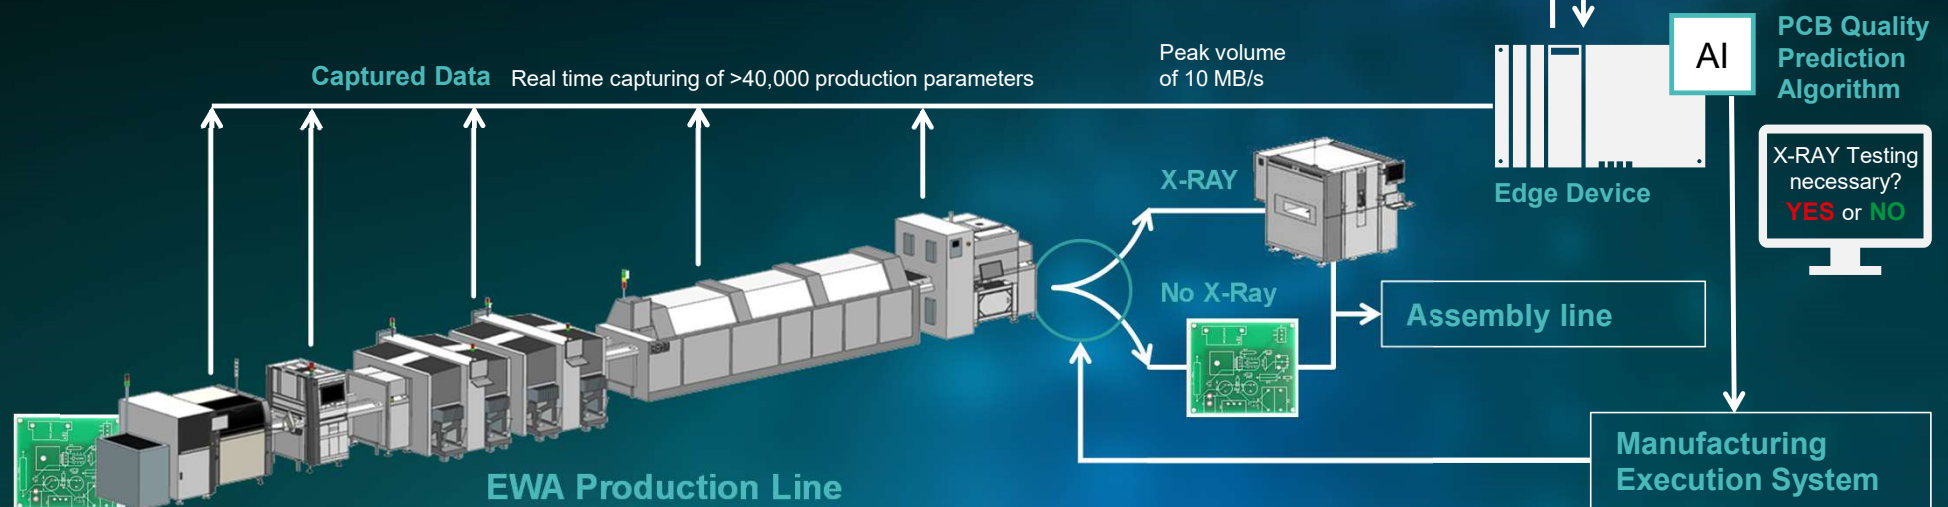 Captured Data
Real time capturing of >40,000 production parameters
Peak volume
of 10 MB/s
AI
PCB Quality
Prediction
Algorithm
X-RAY Testing
necessary?
YES or NO
Edge Device
X-RAY
No X-Ray
Assembly line
Manufacturing
Execution System
EWA Production Line